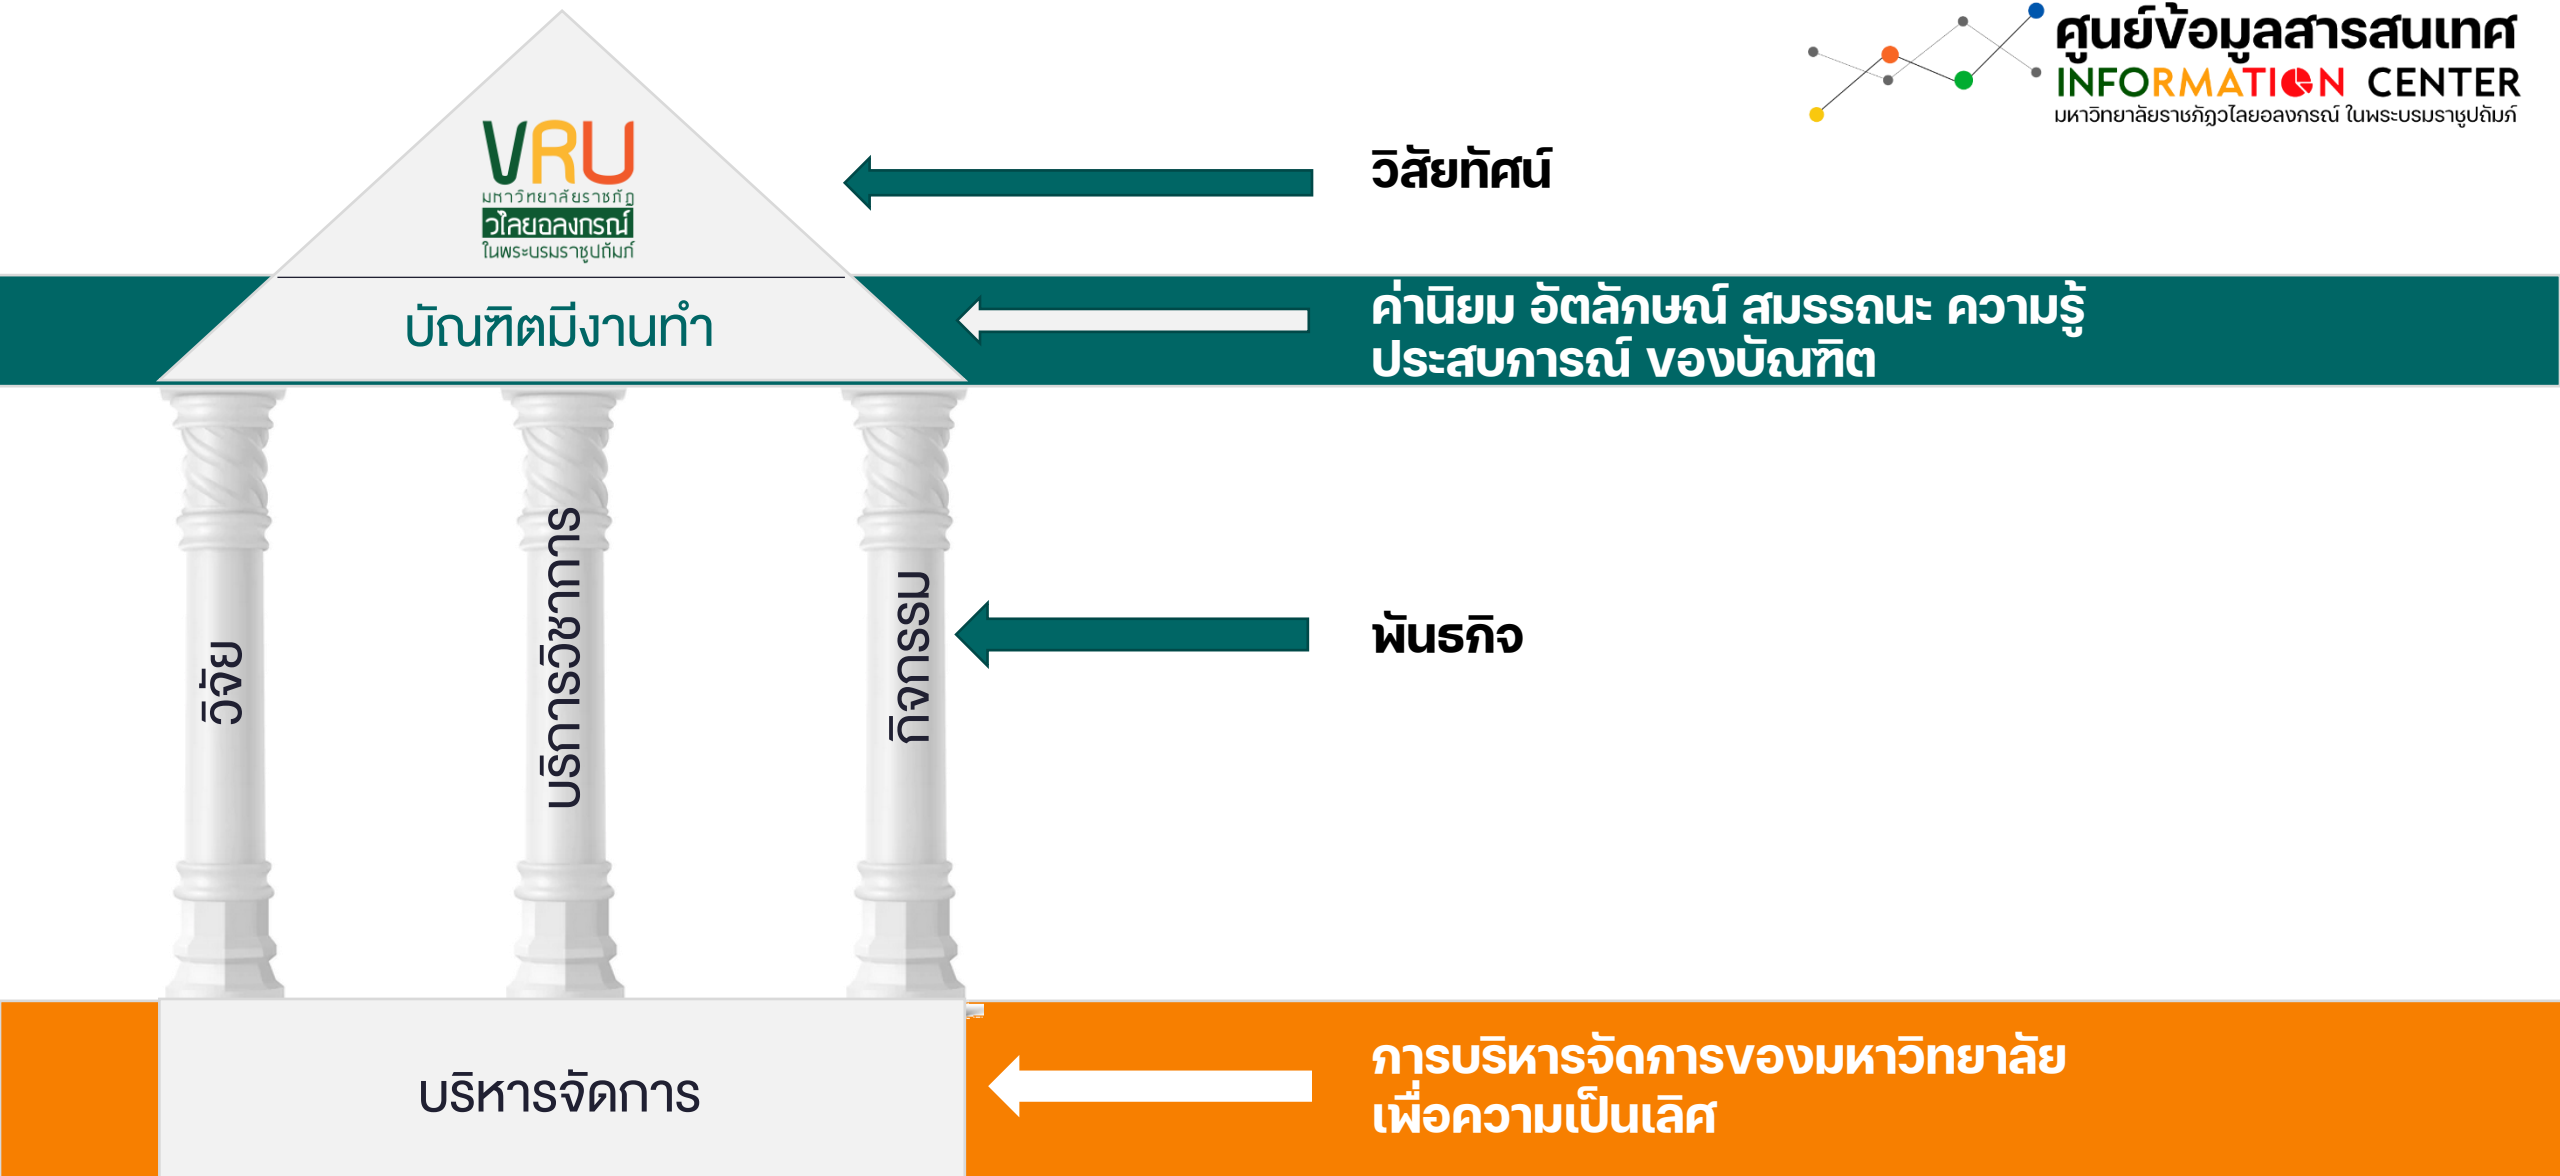 ศูนย์ข้อมูลสารสนเทศ
INFORMATION CENTER
มหาวิทยาลัยราชภัฏวไลยอลงกรณ์ ในพระบรมราชูปถัมภ์
VRU
มหาวิทยาลัยราชภัฏ
วไลยอลงกรณ์
ในพระบรมราชูปถัมภ์
วิสัยทัศน์
บัณฑิตมีงานทำ
ค่านิยม อัตลักษณ์ สมรรถนะ ความรู้
ประสบการณ์ ของบัณฑิต
วิจัย
บริการวิชาการ
กิจกรรม
พันธกิจ
บริหารจัดการ
การบริหารจัดการของมหาวิทยาลัย
เพื่อความเป็นเลิศ